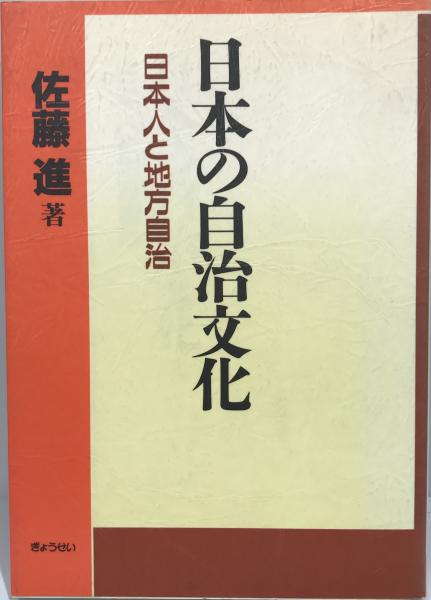 日本の自治文化
日本人と地方自治
佐藤進著
ぎょうせい